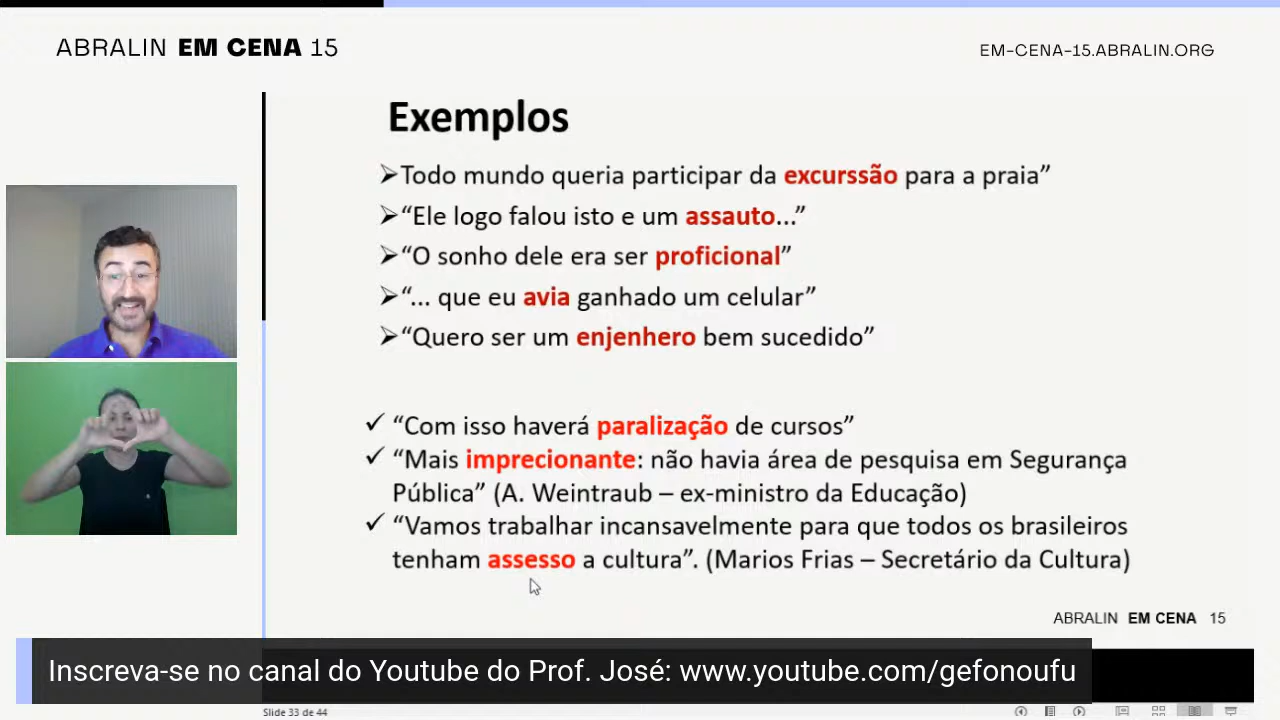 ABRALIN EM CENA 15
EM-CENA-15.ABRALIN.ORG
Exemplos
➢Todo mundo queria participar da excurssão para a praia”
➢“Ele logo falou isto e um assauto...”
➢“O sonho dele era ser proficional”
➢“... que eu avia ganhado um celular”
➢“Quero ser um enjenhero bem sucedido”
✓ “Com isso haverá paralização de cursos”
✓ “Mais imprecionante: não havia área de pesquisa em Segurança
Pública” (A. Weintraub – ex-ministro da Educação)
✓ “Vamos trabalhar incansavelmente para que todos os brasileiros
tenham assesso a cultura”. (Marios Frias – Secretário da Cultura)
ABRALIN EM CENA 15
Inscreva-se no canal do Youtube do Prof. José: www.youtube.com/gefonoufu
Slide 33 de 44